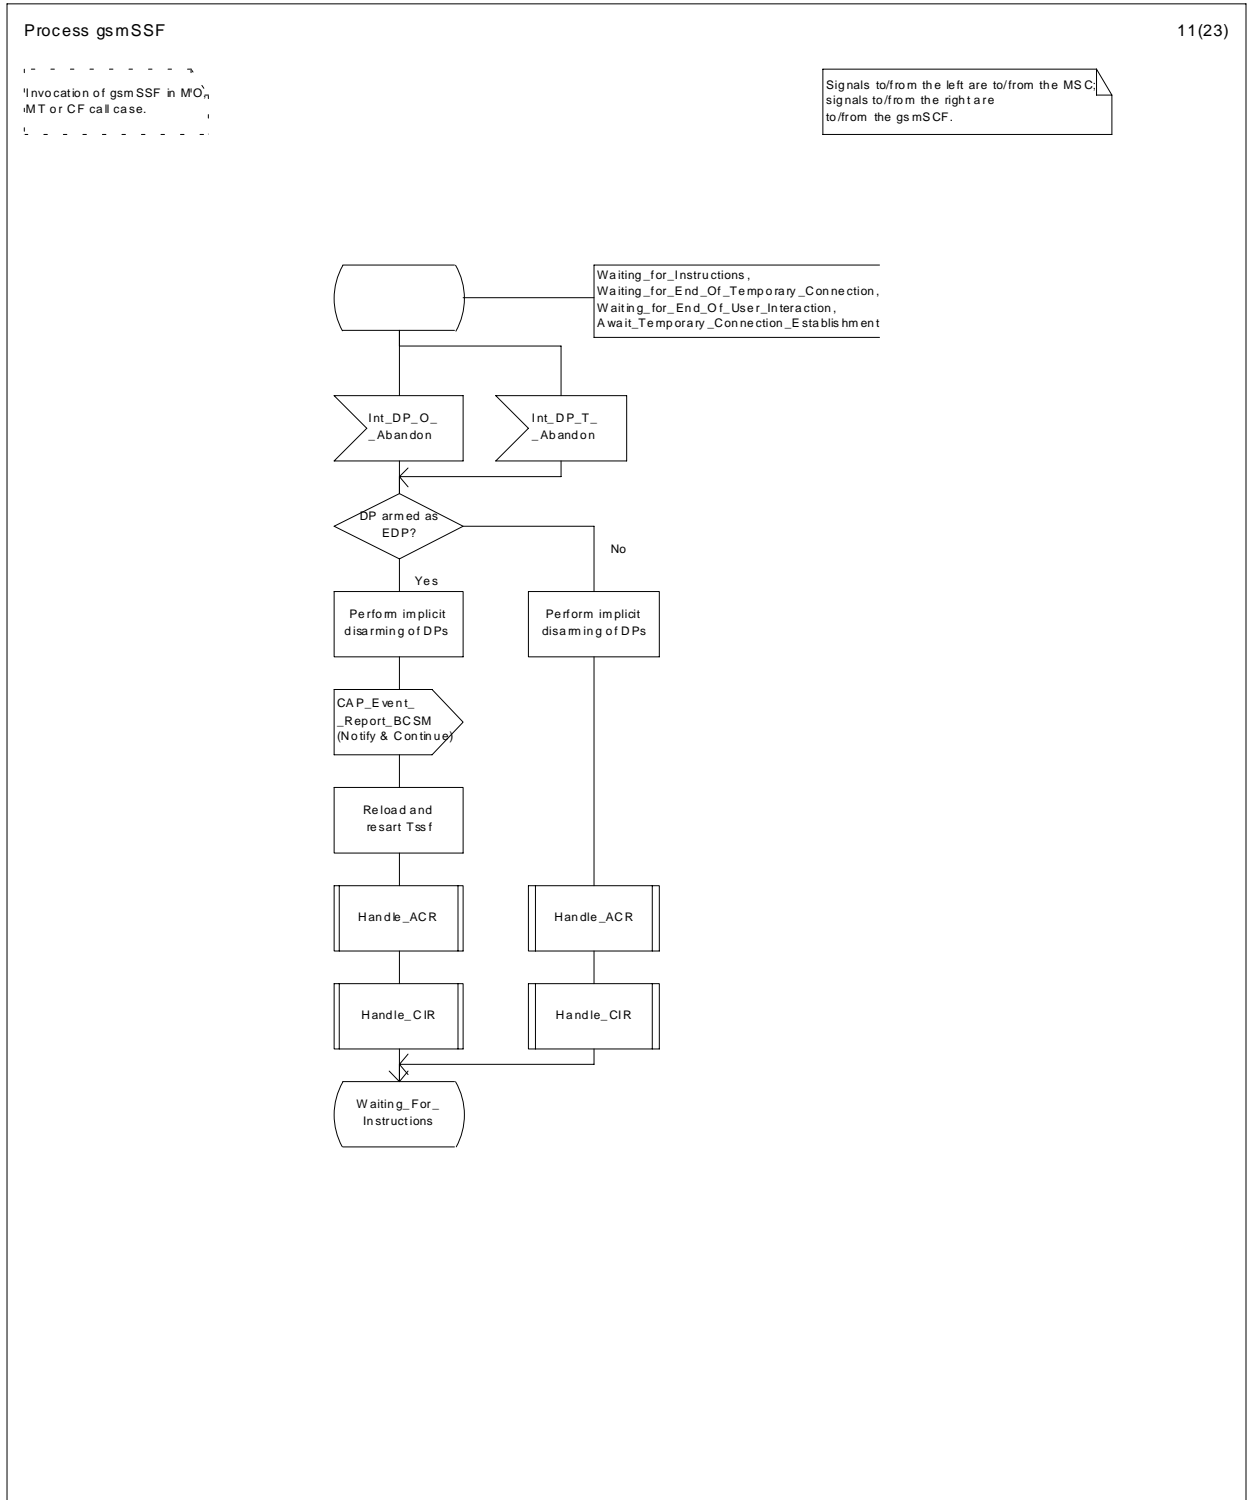 Process gsmSSF
11(23)
Invocation of gsmSSF in MO,
MT or CF call case.
Signals to/from the left are to/from the MSC;
signals to/from the right are
to/from the gsmSCF.
Waiting_for_Instructions,
Waiting_for_End_Of_Temporary_Connection,
Waiting_for_End_Of_User_Interaction,
Await_Temporary_Connection_Establishment
Int_DP_O_
_Abandon
Int_DP_T_
_Abandon
DP armed as
EDP?
No
Yes
Perform implicit
disarming of DPs
Perform implicit
disarming of DPs
CAP_Event_
_Report_BCSM
(Notify & Continue)
Reload and
resart Tssf
Handle_ACR
Handle_ACR
Handle_CIR
Handle_CIR
Waiting_For_
Instructions